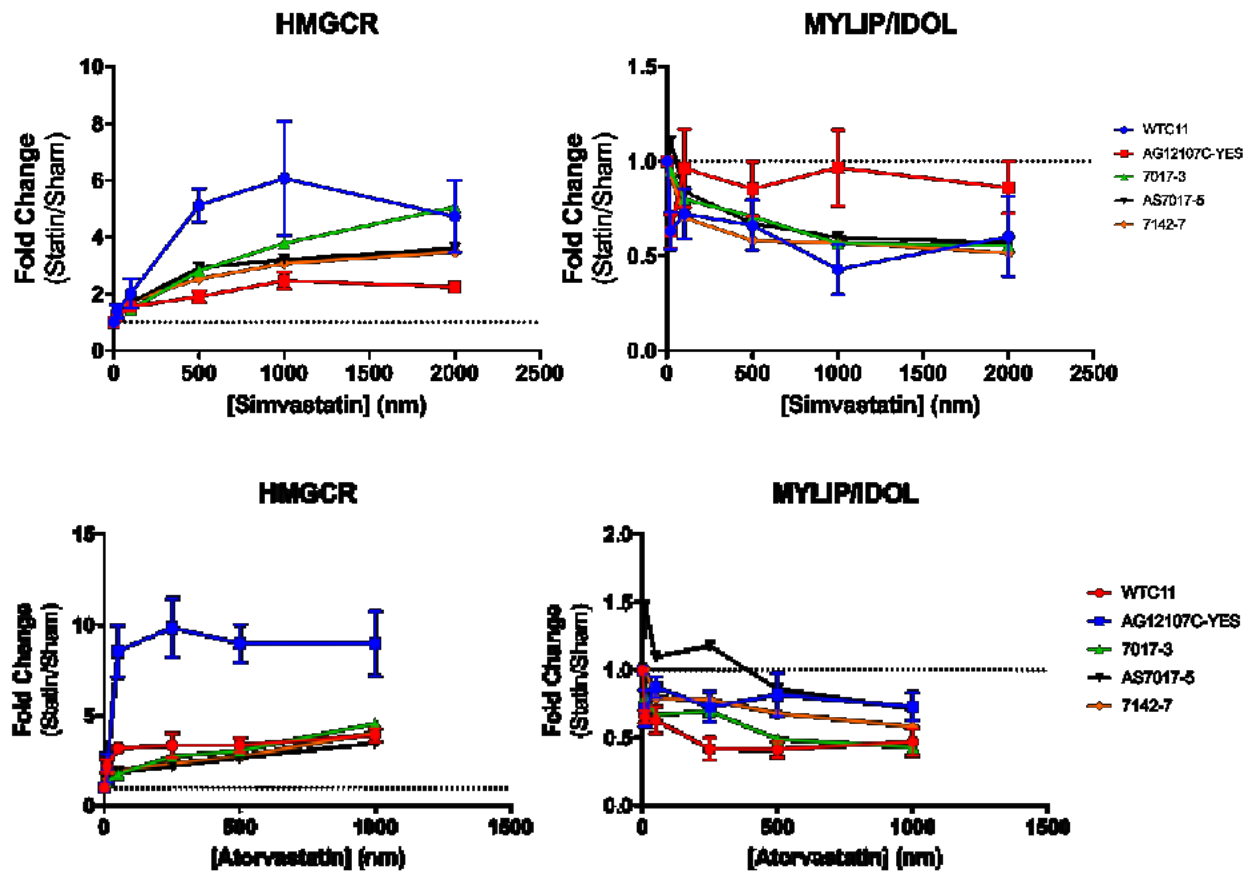 HMGCR
Fold Change
(Statin/Sham)
10
8
6
4
2
0
0 500 1000 1500 2000 2500
[Simvastatin] (nm)
MYLIP/IDOL
Fold Change
(Statin/Sham)
1.5
1.0
0.5
0.0
0 500 1000 1500 2000 2500
[Simvastatin] (nm)
WTC11
AG12107C-YES
7017-3
AS7017-5
7142-7
HMGCR
Fold Change
(Statin/Sham)
15
10
5
0
0 500 1000 1500
[Atorvastatin] (nm)
MYLIP/IDOL
Fold Change
(Statin/Sham)
2.0
1.5
1.0
0.5
0.0
0 500 1000 1500
[Atorvastatin] (nm)
WTC11
AG12107C-YES
7017-3
AS7017-5
7142-7